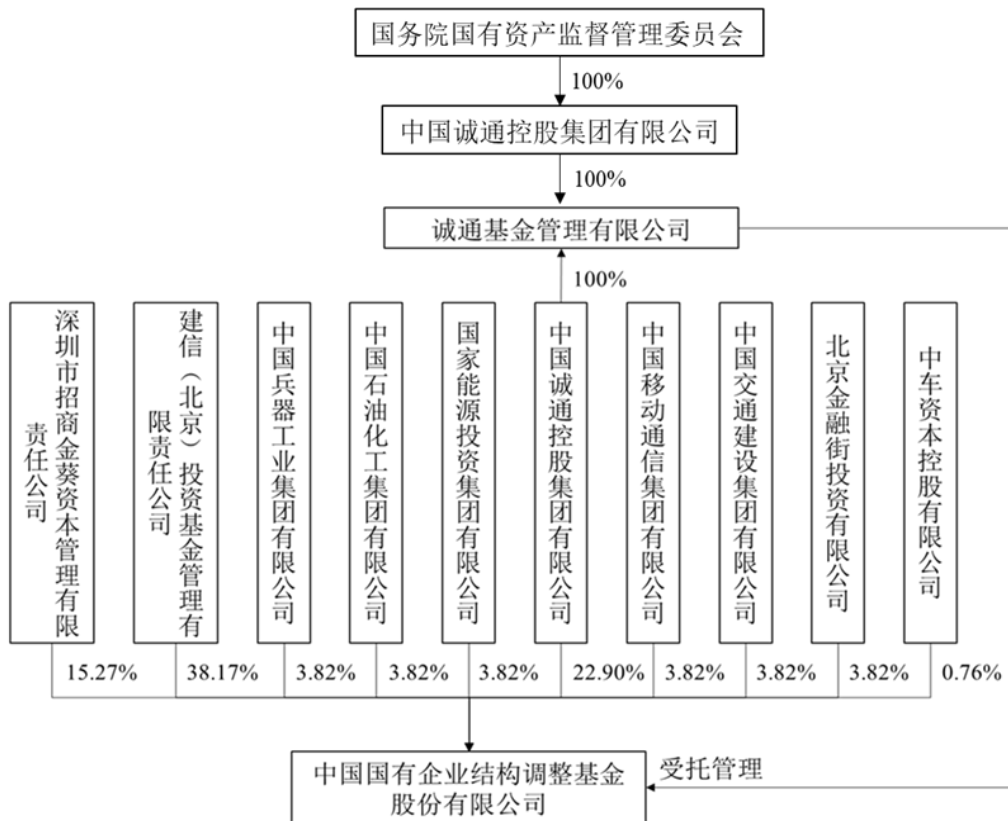 国务院国有资产监督管理委员会
100%
中国诚通控股集团有限公司
100%
诚通基金管理有限公司
100%
深圳市招商金葵资本管理有限
责任公司
建信（北京）投资基金管理有
限责任公司
中国兵器工业集团有限公司
中国石油化工集团有限公司
国家能源投资集团有限公司
中国诚通控股集团有限公司
中国移动通信集团有限公司
中国交通建设集团有限公司
北京金融街投资有限公司
中车资本控股有限公司
15.27%
38.17%
3.82%
3.82%
3.82%
22.90%
3.82%
3.82%
3.82%
0.76%
中国国有企业结构调整基金
股份有限公司
受托管理